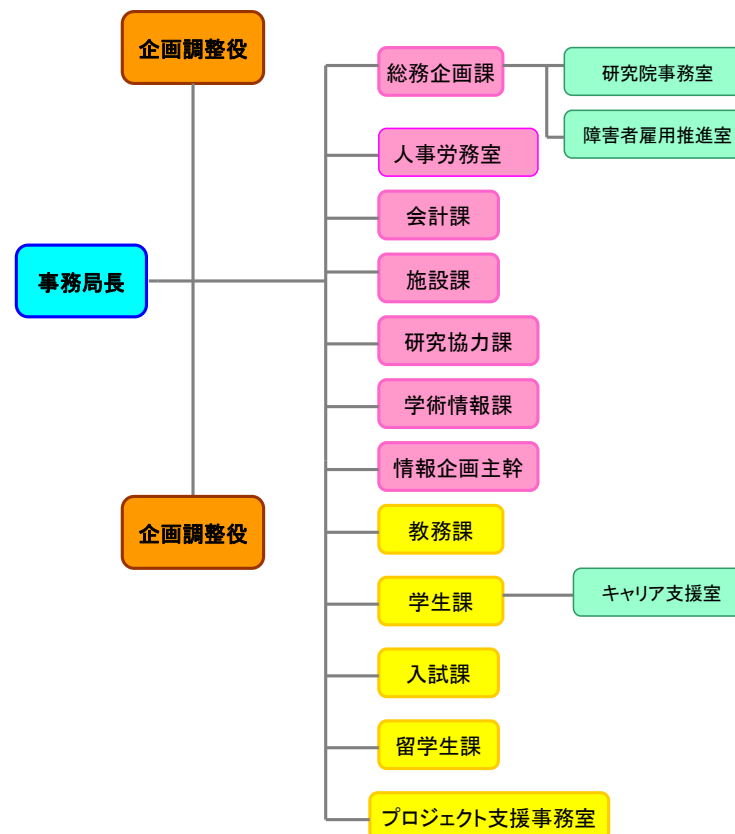 企画調整役
総務企画課
研究院事務室
障害者雇用推進室
人事労務室
会計課
事務局長
施設課
研究協力課
学術情報課
情報企画主幹
企画調整役
教務課
学生課
キャリア支援室
入試課
留学生課
プロジェクト支援事務室